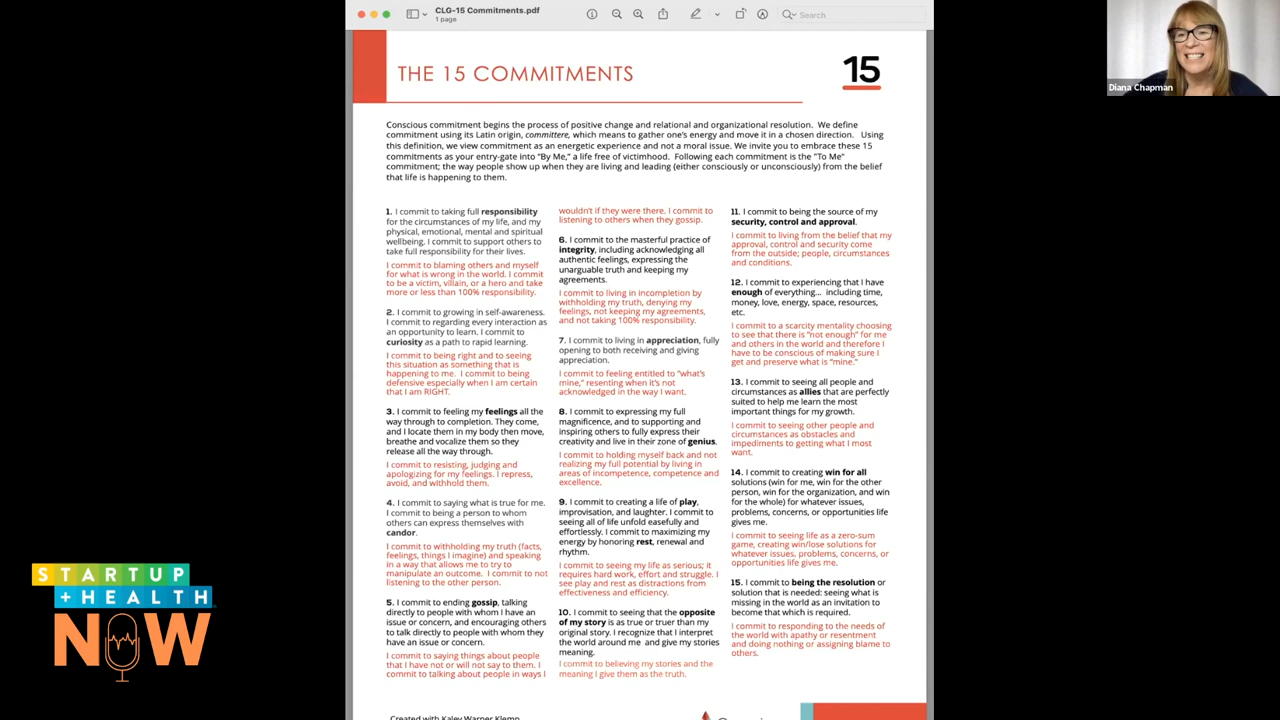 CLG-15 Commitments.pdf
1 page
Search
Diana Chapman
THE 15 COMMITMENTS
15
Conscious commitment begins the process of positive change and relational and organizational resolution. We define
commitment using its Latin origin, committere, which means to gather one's energy and move it in a chosen direction. Using
this definition, we view commitment as an energetic experience and not a moral issue. We invite you to embrace these 15
commitments as your entry-gate into "By Me," a life free of victimhood. Following each commitment is the "To Me"
commitment; the way people show up when they are living and leading (either consciously or unconsciously) from the belief
that life is happening to them.
1. I commit to taking full responsibility
for the circumstances of my life, and my
physical, emotional, mental and spiritual
wellbeing. I commit to support others to
take full responsibility for their lives.
I commit to blaming others and myself
for what is wrong in the world. I commit
to be a victim, villain, or a hero and take
more or less than 100% responsibility.
2. I commit to growing in self-awareness.
I commit to regarding every interaction as
an opportunity to learn. I commit to
curiosity as a path to rapid learning.
I commit to being right and to seeing
this situation as something that is
happening to me. I commit to being
defensive especially when I am certain
that I am RIGHT.
3. I commit to feeling my feelings all the
way through to completion. They come,
and I locate them in my body then move,
breathe and vocalize them so they
release all the way through.
I commit to resisting, judging and
apologizing for my feelings. I repress,
avoid, and withhold them.
4. I commit to saying what is true for me.
I commit to being a person to whom
others can express themselves with
candor.
I commit to withholding my truth (facts,
feelings, things I imagine) and speaking
in a way that allows me to try to
manipulate an outcome. I commit to not
listening to the other person.
5. I commit to ending gossip, talking
directly to people with whom I have an
issue or concern, and encouraging others
to talk directly to people with whom they
have an issue or concern.
I commit to saying things about people
that I have not or will not say to them. I
commit to talking about people in ways I
wouldn't if they were there. I commit to
listening to others when they gossip.
6. I commit to the masterful practice of
integrity, including acknowledging all
authentic feelings, expressing the
unarguable truth and keeping my
agreements.
I commit to living in incompletion by
withholding my truth, denying my
feelings, not keeping my agreements,
and not taking 100% responsibility.
7. I commit to living in appreciation, fully
opening to both receiving and giving
appreciation.
I commit to feeling entitled to "what's
mine," resenting when it's not
acknowledged in the way I want.
8. I commit to expressing my full
magnificence, and to supporting and
inspiring others to fully express their
creativity and live in their zone of genius.
I commit to holding myself back and not
realizing my full potential by living in
areas of incompetence, competence and
excellence.
9. I commit to creating a life of play,
improvisation, and laughter. I commit to
seeing all of life unfold easefully and
effortlessly. I commit to maximizing my
energy by honoring rest, renewal and
rhythm.
I commit to seeing my life as serious; it
requires hard work, effort and struggle. I
see play and rest as distractions from
effectiveness and efficiency.
10. I commit to seeing that the opposite
of my story is as true or truer than my
original story. I recognize that I interpret
the world around me and give my stories
meaning.
I commit to believing my stories and the
meaning I give them as the truth.
11. I commit to being the source of my
security, control and approval.
I commit to living from the belief that my
approval, control and security come
from the outside; people, circumstances
and conditions.
12. I commit to experiencing that I have
enough of everything... including time,
money, love, energy, space, resources,
etc.
I commit to a scarcity mentality choosing
to see that there is "not enough" for me
and others in the world and therefore I
have to be conscious of making sure I
get and preserve what is "mine."
13. I commit to seeing all people and
circumstances as allies that are perfectly
suited to help me learn the most
important things for my growth.
I commit to seeing other people and
circumstances as obstacles and
impediments to getting what I most
want.
14. I commit to creating win for all
solutions (win for me, win for the other
person, win for the organization, and win
for the whole) for whatever issues,
problems, concerns, or opportunities life
gives me.
I commit to seeing life as a zero-sum
game, creating win/lose solutions for
whatever issues, problems, concerns, or
opportunities life gives me.
15. I commit to being the resolution or
solution that is needed: seeing what is
missing in the world as an invitation to
become that which is required.
I commit to responding to the needs of
the world with apathy or resentment
and doing nothing or assigning blame to
others.
Created with Kaley Warner Klemp
STARTUP
+HEALTH
NOW